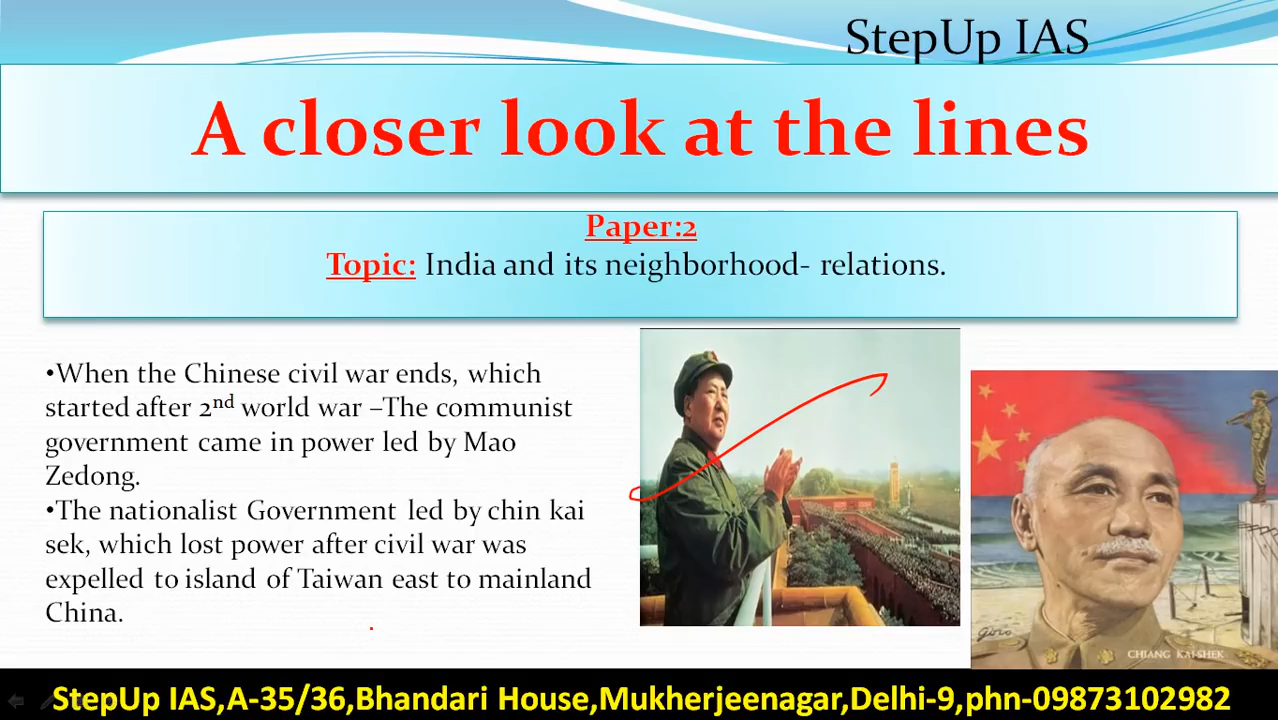 StepUp IAS
A closer look at the lines
Paper:2
Topic: India and its neighborhood- relations.
•When the Chinese civil war ends, which
started after 2nd world war –The communist
government came in power led by Mao
Zedong.
•The nationalist Government led by chin kai
sek, which lost power after civil war was
expelled to island of Taiwan east to mainland
China.
Goro
CHIANG KAI-SHEK
StepUp IAS,A-35/36,Bhandari House,Mukherjeenagar,Delhi-9,phn-09873102982